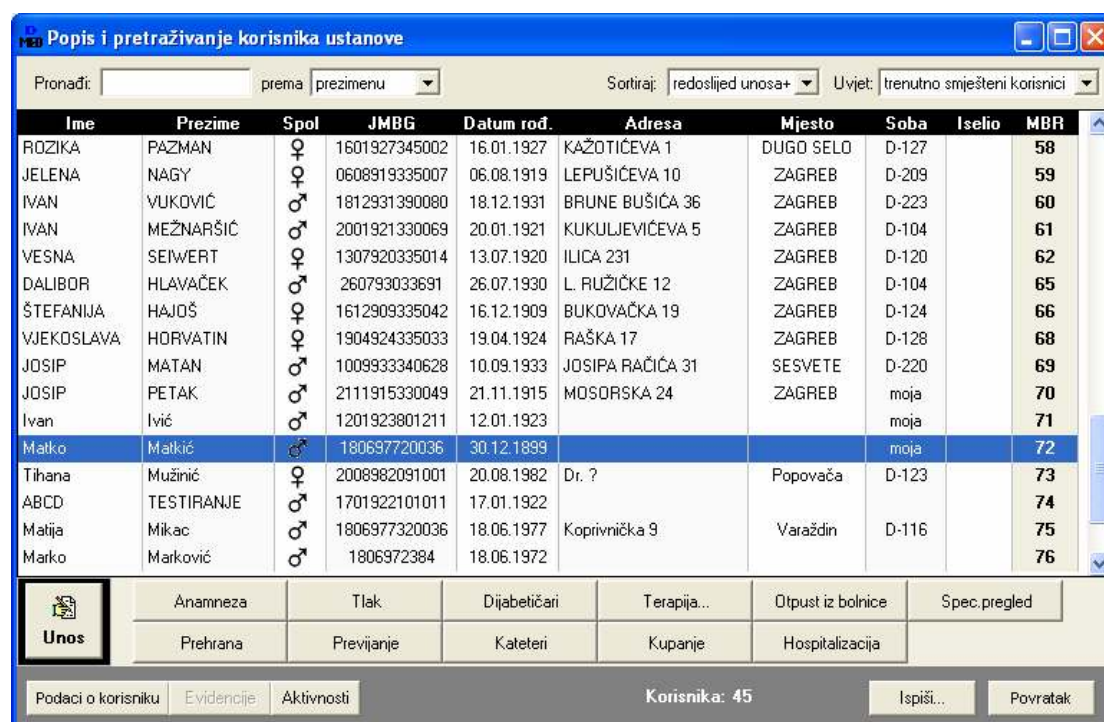 D MED Popis i pretraživanje korisnika ustanove
Pronađi: prema prezimenu Sortiraj: redoslijed unosa+ Uvjet: trenutno smješteni korisnici
Ime Prezime Spol JMBG Datum rođ. Adresa Mjesto Soba Iselio MBR
ROZIKA PAZMAN ♀ 1601927345002 16.01.1927 KAŽOTIĆEVA 1 DUGO SELO D-127 58
JELENA NAGY ♀ 0608919335007 06.08.1919 LEPUŠIĆEVA 10 ZAGREB D-209 59
IVAN VUKOVIĆ ♂ 1812931390080 18.12.1931 BRUNE BUŠIĆA 36 ZAGREB D-223 60
IVAN MEŽNARŠIĆ ♂ 2001921330069 20.01.1921 KUKULJEVIĆEVA 5 ZAGREB D-104 61
VESNA SEIWERT ♀ 1307920335014 13.07.1920 ILICA 231 ZAGREB D-120 62
DALIBOR HLAVAČEK ♂ 260793033691 26.07.1930 L. RUŽIČKE 12 ZAGREB D-104 65
ŠTEFANIJA HAJOŠ ♀ 1612909335042 16.12.1909 BUKOVAČKA 19 ZAGREB D-124 66
VJEKOSLAVA HORVATIN ♀ 1904924335033 19.04.1924 RAŠKA 17 ZAGREB D-128 68
JOSIP MATAN ♂ 1009933340628 10.09.1933 JOSIPA RAČIĆA 31 SESVETE D-220 69
JOSIP PETAK ♂ 2111915330049 21.11.1915 MOSORSKA 24 ZAGREB moja 70
Ivan Ivić ♂ 1201923801211 12.01.1923 moja 71
Matko Matkić ♂ 180697720036 30.12.1899 moja 72
Tihana Mužinić ♀ 2008982091001 20.08.1982 Dr. ? Popovača D-123 73
ABCD TESTIRANJE ♂ 1701922101011 17.01.1922 74
Matija Mikac ♂ 1806977320036 18.06.1977 Koprivnička 9 Varaždin D-116 75
Marko Marković ♂ 1806972384 18.06.1972 76
Unos Anamneza Tlak Dijabetičari Terapija... Otpust iz bolnice Spec.pregled
Prehrana Previjanje Kateteri Kupanje Hospitalizacija
Podaci o korisniku Evidencije Aktivnosti Korisnika: 45 Ispiši... Povratak